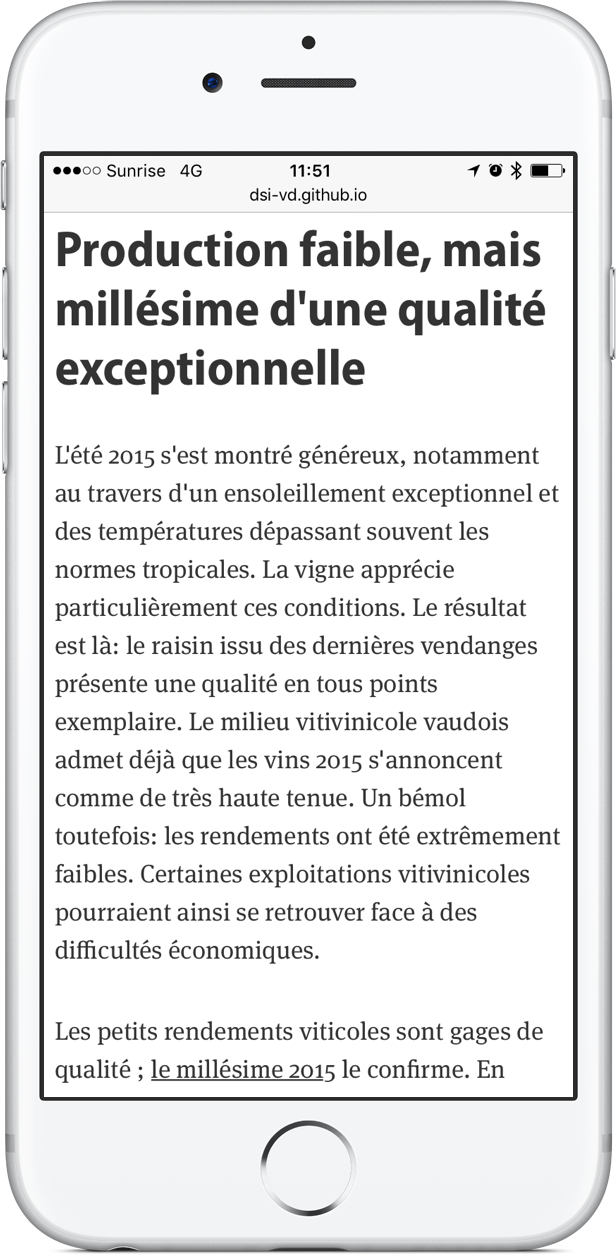 Sunrise 4G 11:51
dsi-vd.github.io
Production faible, mais
millésime d'une qualité
exceptionnelle
L'été 2015 s'est montré généreux, notamment
au travers d'un ensoleillement exceptionnel et
des températures dépassant souvent les
normes tropicales. La vigne apprécie
particulièrement ces conditions. Le résultat
est là: le raisin issu des dernières vendanges
présente une qualité en tous points
exemplaire. Le milieu vitivinicole vaudois
admet déjà que les vins 2015 s'annoncent
comme de très haute tenue. Un bémol
toutefois: les rendements ont été extrêmement
faibles. Certaines exploitations vitivinicoles
pourraient ainsi se retrouver face à des
difficultés économiques.
Les petits rendements viticoles sont gages de
qualité ; le millésime 2015 le confirme. En